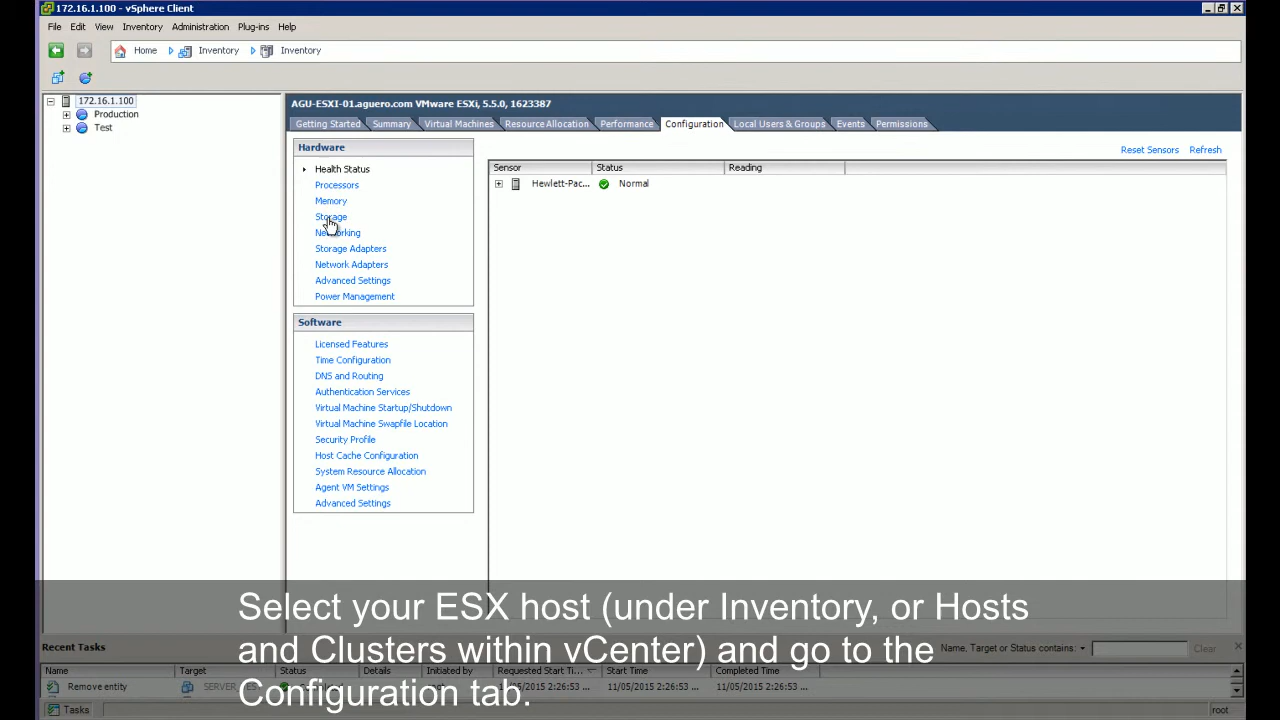 172.16.1.100 - vSphere Client
File Edit View Inventory Administration Plug-ins Help
Home Inventory Inventory
172.16.1.100
Production
Test
AGU-ESXI-01.aguero.com VMware ESXi, 5.5.0, 1623387
Getting Started Summary Virtual Machines Resource Allocation Performance Configuration Local Users & Groups Events Permissions
Hardware
Health Status
Processors
Memory
Storage
Networking
Storage Adapters
Network Adapters
Advanced Settings
Power Management
Software
Licensed Features
Time Configuration
DNS and Routing
Authentication Services
Virtual Machine Startup/Shutdown
Virtual Machine Swapfile Location
Security Profile
Host Cache Configuration
System Resource Allocation
Agent VM Settings
Advanced Settings
Reset Sensors Refresh
Sensor Status Reading
Hewlett-Pac... Normal
Select your ESX host (under Inventory, or Hosts
and Clusters within vCenter) and go to the
Configuration tab.
Recent Tasks
Name, Target or Status contains: Clear
Name Target Status Details Initiated by Requested Start Ti... Start Time Completed Time
Remove entity 11/05/2015 2:26:53 ... 11/05/2015 2:26:53 ... 11/05/2015 2:26:53 ...
Tasks root